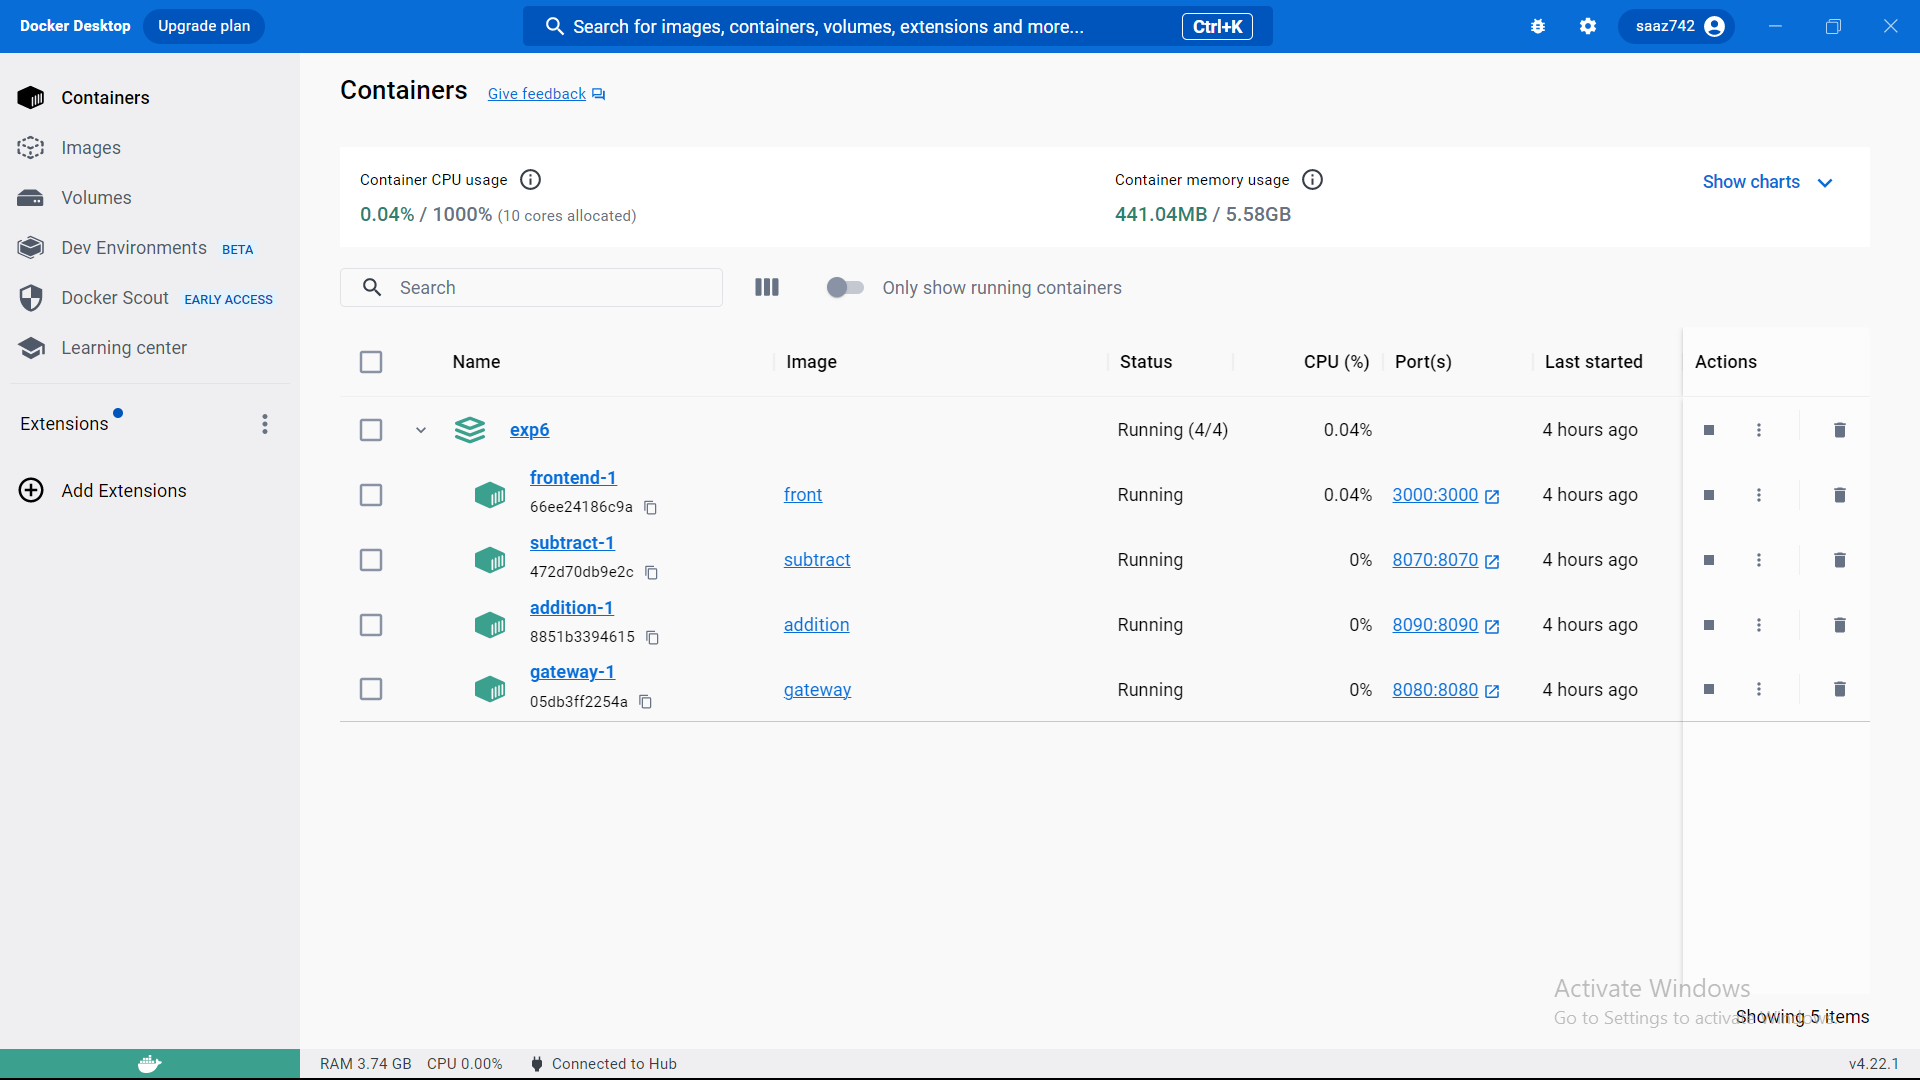 Docker Desktop Upgrade plan Search for images, containers, volumes, extensions and more... Ctrl+K saaz742
Containers
Images
Volumes
Dev Environments BETA
Docker Scout EARLY ACCESS
Learning center
Extensions
Add Extensions
Containers Give feedback
Container CPU usage
0.04% / 1000% (10 cores allocated)
Container memory usage
441.04MB / 5.58GB
Show charts
Search
Only show running containers
Name Image Status CPU (%) Port(s) Last started Actions
exp6 Running (4/4) 0.04% 4 hours ago
frontend-1
66ee24186c9a
front Running 0.04% 3000:3000 4 hours ago
subtract-1
472d70db9e2c
subtract Running 0% 8070:8070 4 hours ago
addition-1
8851b3394615
addition Running 0% 8090:8090 4 hours ago
gateway-1
05db3ff2254a
gateway Running 0% 8080:8080 4 hours ago
Activate Windows
Go to Settings to activate Windows.
Showing 5 items
RAM 3.74 GB CPU 0.00% Connected to Hub v4.22.1